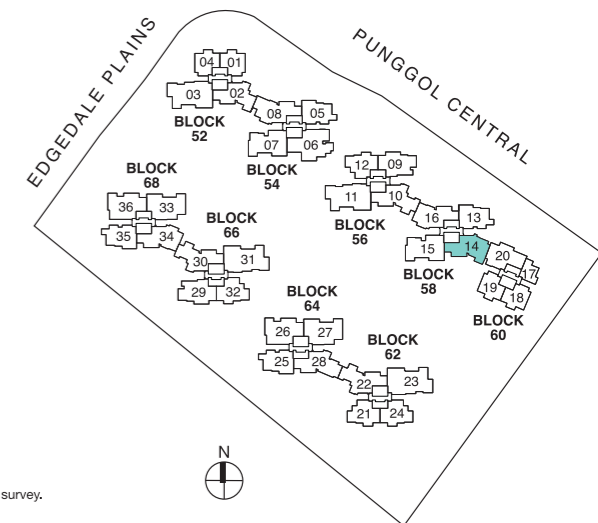 EDGEDALE PLAINS
PUNGGOL CENTRAL
04 01
03 02
BLOCK
52
08 05
07 06
BLOCK
54
12 09
11 10
BLOCK
56
16 13
15 14
BLOCK
58
20 17
19 18
BLOCK
60
BLOCK
68
36 33
35 34
BLOCK
66
30 31
29 32
BLOCK
64
26 27
25 28
BLOCK
62
22 23
21 24
N
survey.